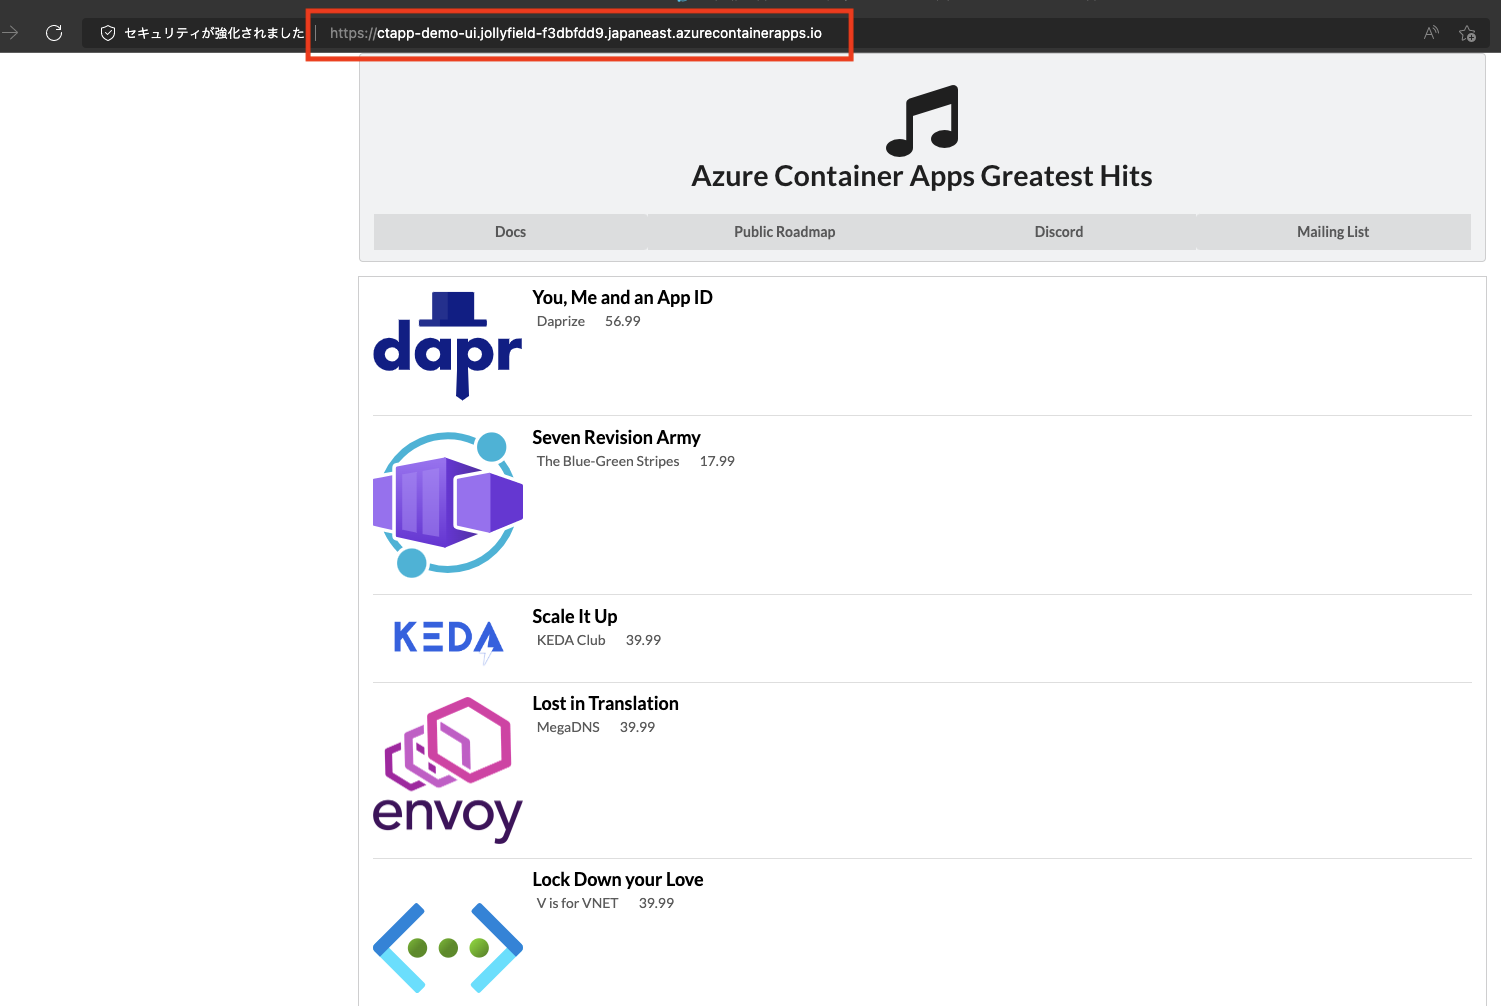 セキュリティが強化されました
https://ctapp-demo-ui.jollyfield-f3dbfdd9.japaneast.azurecontainerapps.io
A
Azure Container Apps Greatest Hits
Docs Public Roadmap Discord Mailing List
dapr
You, Me and an App ID
Daprize 56.99
Seven Revision Army
The Blue-Green Stripes 17.99
KEDA
Scale It Up
KEDA Club 39.99
Lost in Translation
MegaDNS 39.99
envoy
Lock Down your Love
V is for VNET 39.99